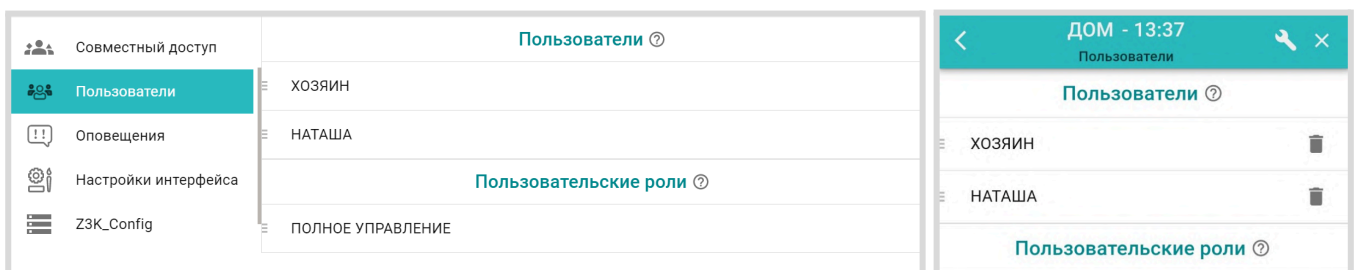 Совместный доступ
Пользователи
Оповещения
Настройки интерфейса
Z3K_Config
Пользователи
ХОЗЯИН
НАТАША
Пользовательские роли
ПОЛНОЕ УПРАВЛЕНИЕ
ДОМ - 13:37
Пользователи
Пользователи
ХОЗЯИН
НАТАША
Пользовательские роли